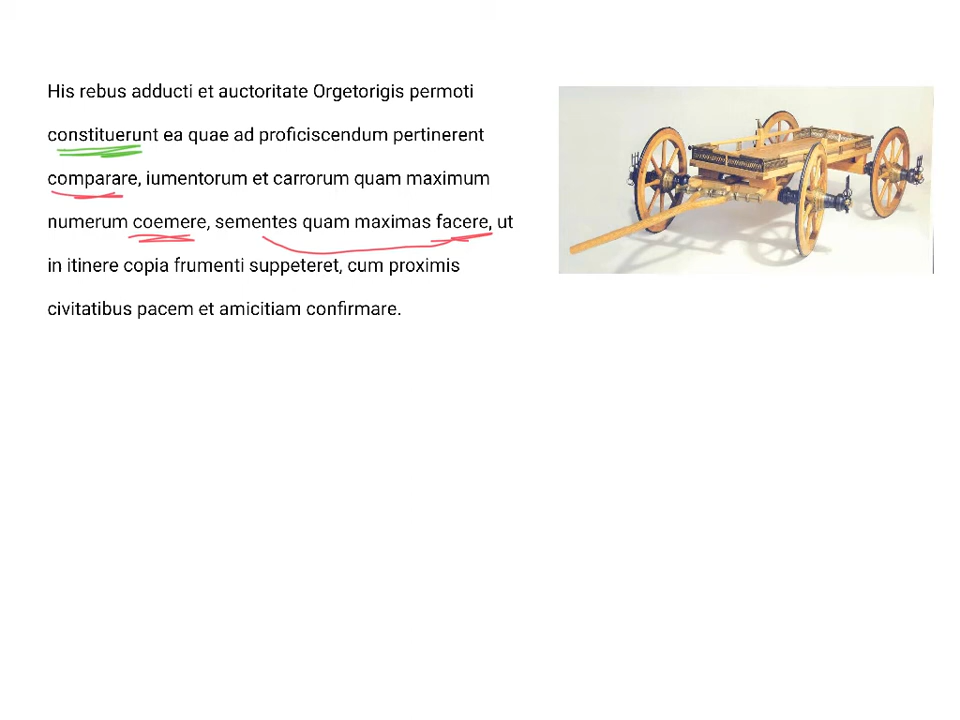 His rebus adducti et auctoritate Orgetorigis permoti
constituerunt ea quae ad proficiscendum pertinerent
comparare, iumentorum et carrorum quam maximum
numerum coemere, sementes quam maximas facere, ut
in itinere copia frumenti suppeteret, cum proximis
civitatibus pacem et amicitiam confirmare.